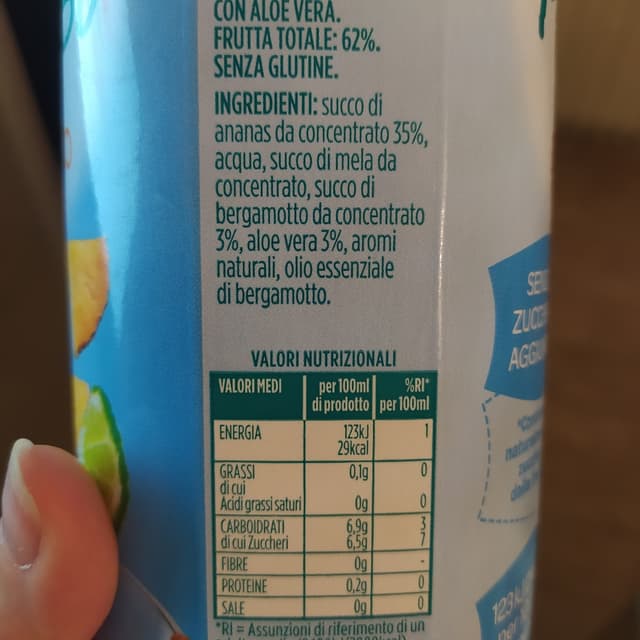 CON ALOE VERA.
FRUTTA TOTALE: 62%.
SENZA GLUTINE.
INGREDIENTI: succo di
ananas da concentrato 35%,
acqua, succo di mela da
concentrato, succo di
bergamotto da concentrato
3%, aloe vera 3%, aromi
naturali, olio essenziale
di bergamotto.
VALORI NUTRIZIONALI
VALORI MEDI per 100ml %RI*
di prodotto per 100ml
ENERGIA 123kJ 1
29kcal
GRASSI 0,1g 0
di cui
Acidi grassi saturi 0g 0
CARBOIDRATI 6,9g 3
di cui Zuccheri 6,5g 7
FIBRE 0g -
PROTEINE 0,2g 0
SALE 0g 0
*RI = Assunzioni di riferimento di un